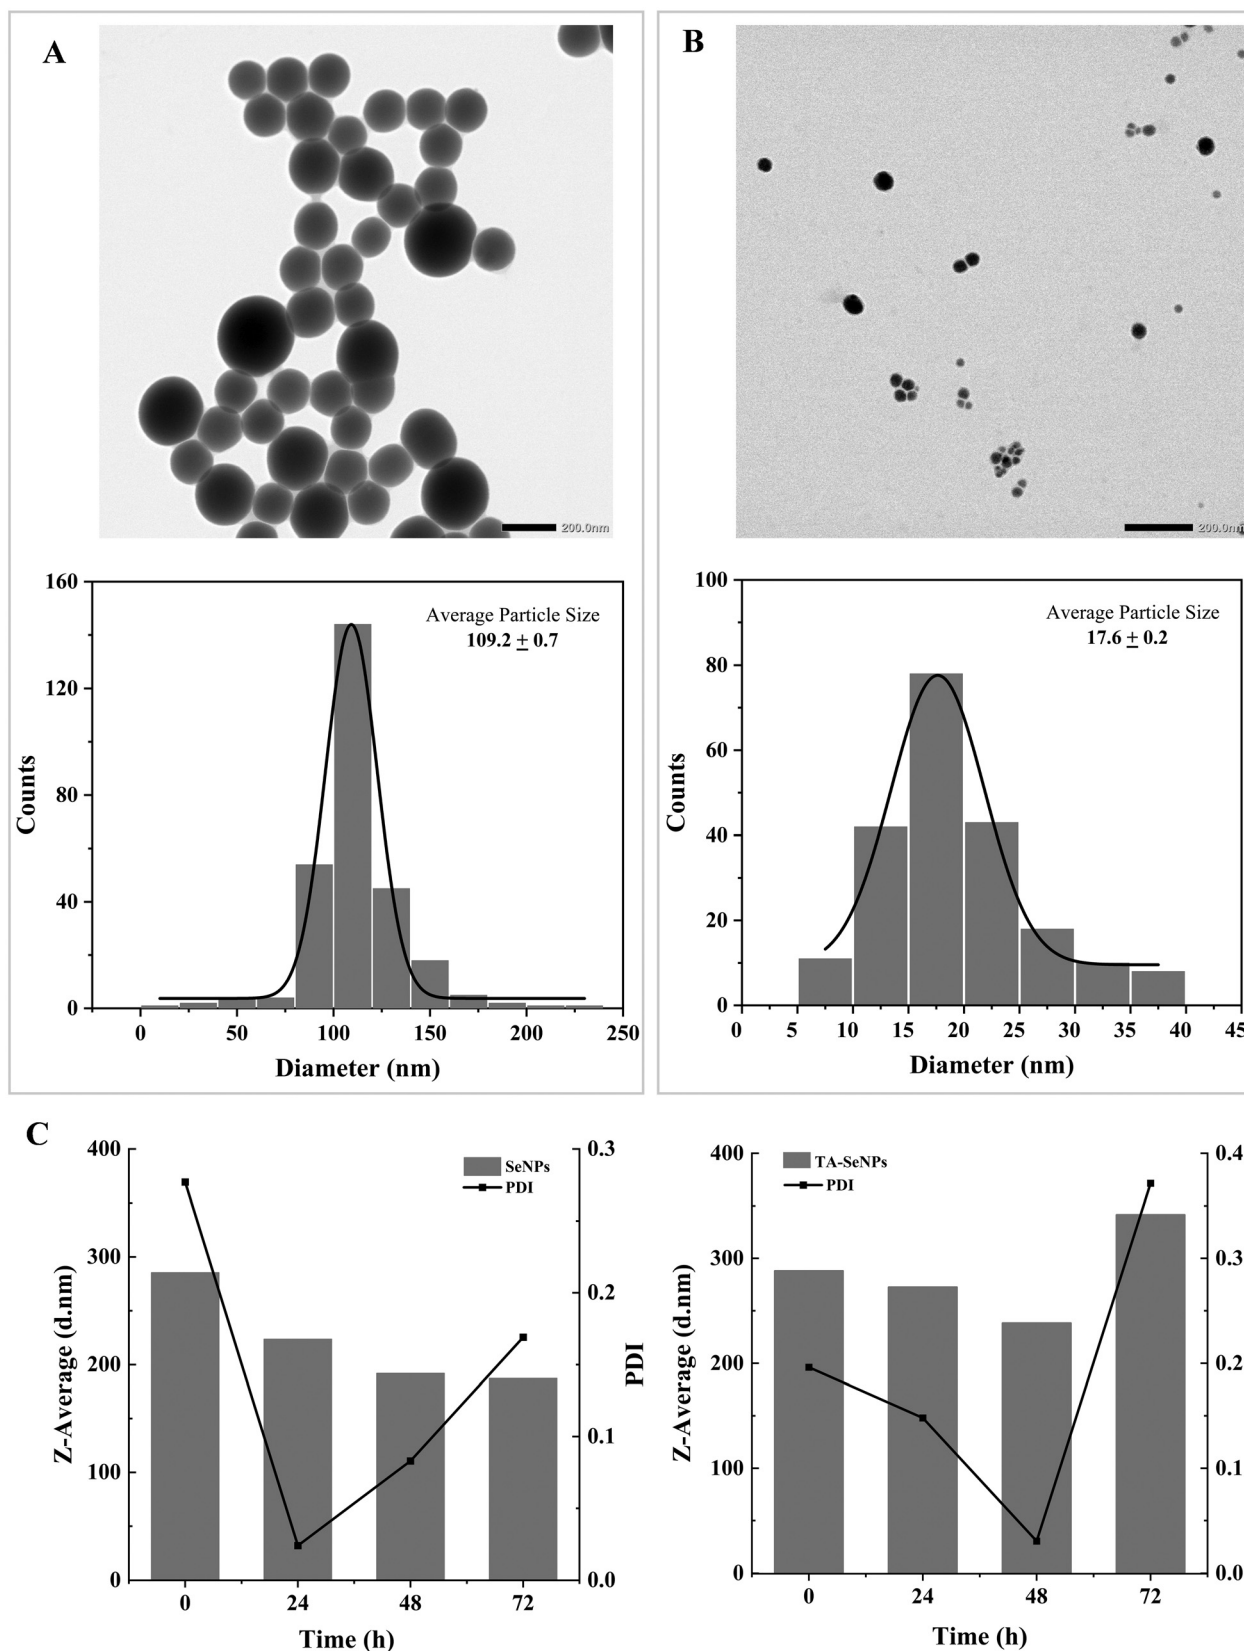 A
B
200.0nm
200.0nm
160
120
80
40
0
Counts
Average Particle Size
109.2 ± 0.7
0
50
100
150
200
250
Diameter (nm)
100
80
60
40
20
0
Counts
Average Particle Size
17.6 ± 0.2
0
5
10
15
20
25
30
35
40
45
Diameter (nm)
C
400
300
200
100
0
Z-Average (d.nm)
SeNPs
PDI
0.3
0.2
0.1
0.0
PDI
0
24
48
72
Time (h)
400
300
200
100
0
Z-Average (d.nm)
TA-SeNPs
PDI
0.4
0.3
0.2
0.1
0.0
0
24
48
72
Time (h)